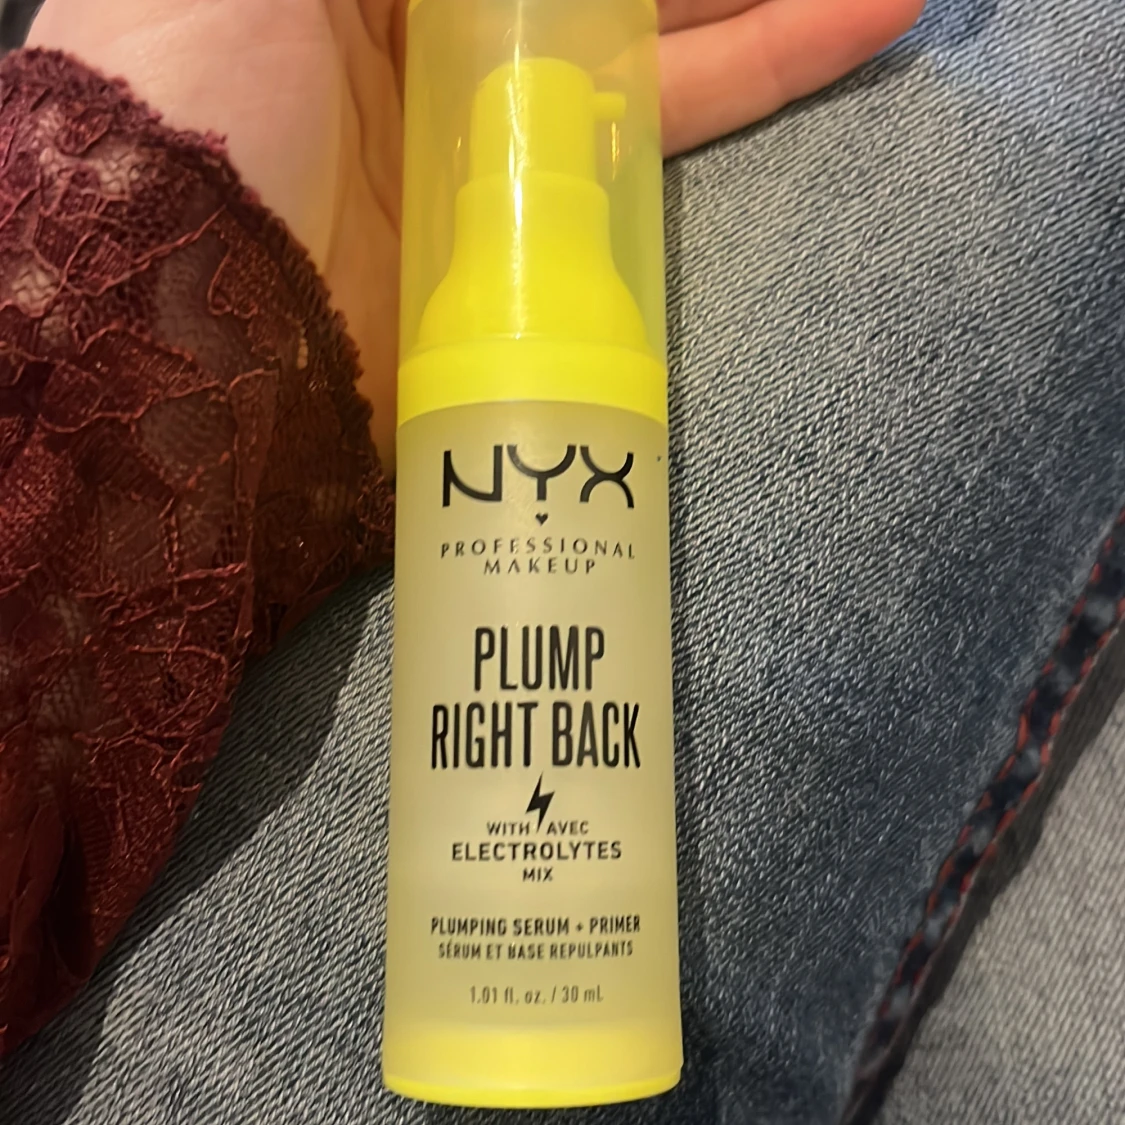 NYX
PROFESSIONAL
MAKEUP
PLUMP
RIGHT BACK
WITH AVEC
ELECTROLYTES
MIX
PLUMPING SERUM + PRIMER
SÉRUM ET BASE REPULPANTS
1.01 fl. oz. / 30 mL